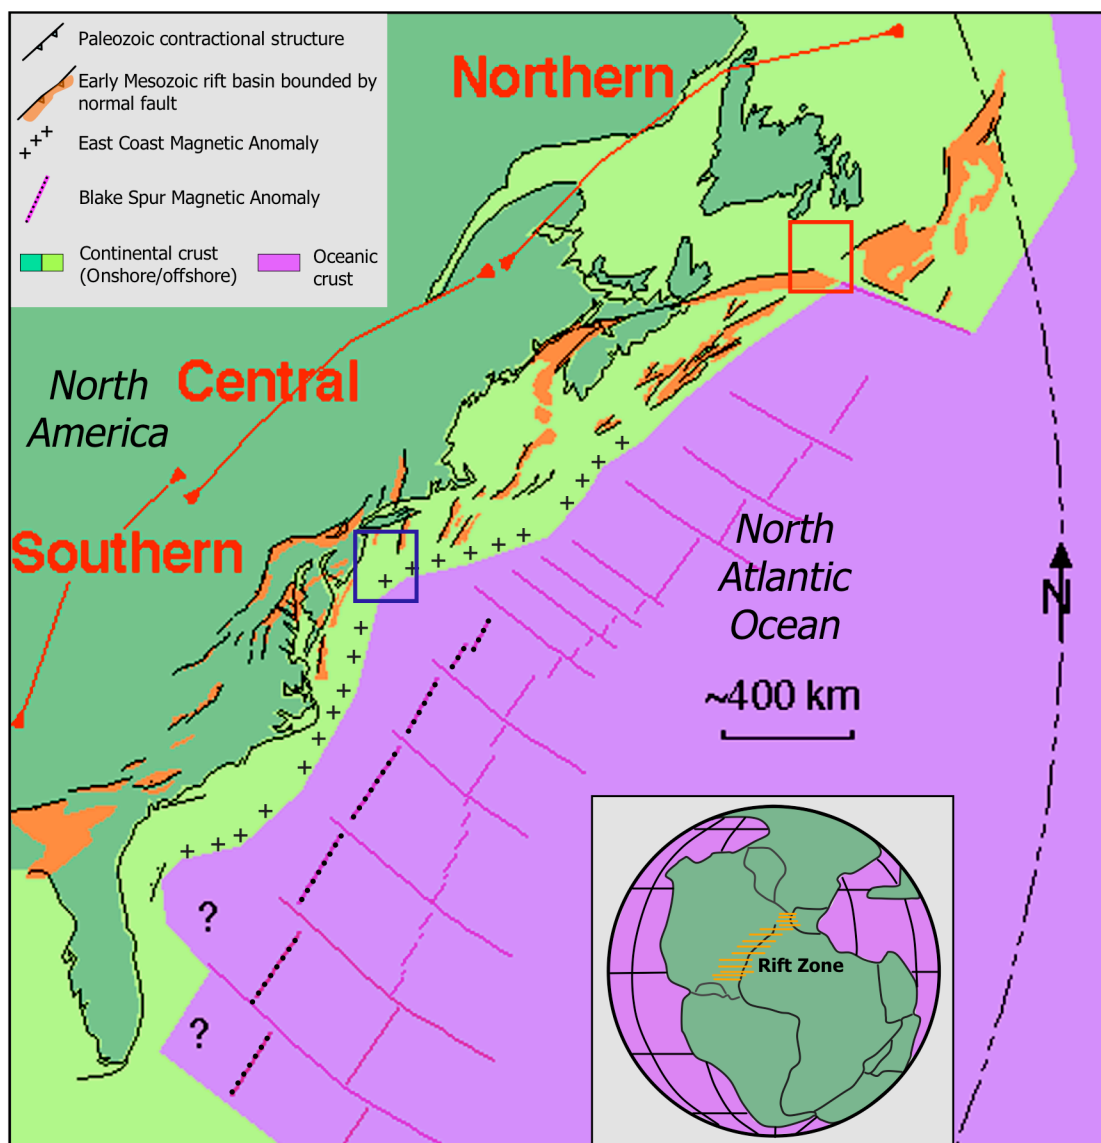 Paleozoic contractional structure
Early Mesozoic rift basin bounded by
normal fault
East Coast Magnetic Anomaly
Blake Spur Magnetic Anomaly
Continental crust
(Onshore/offshore)
Oceanic
crust
Northern
North
America
Central
Southern
North
Atlantic
Ocean
N
~400 km
?
?
Rift Zone